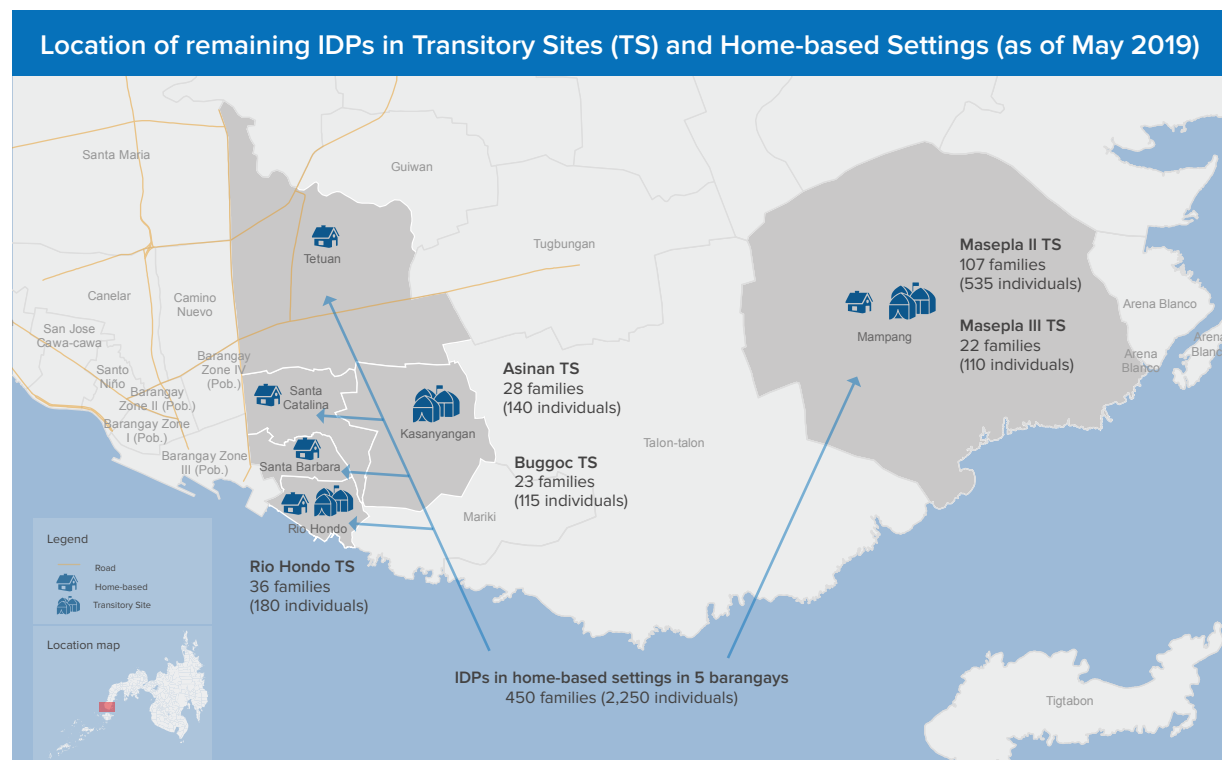 Location of remaining IDPs in Transitory Sites (TS) and Home-based Settings (as of May 2019)
Santa Maria
Guiwan
Tugbungan
Tetuan
Canelar
Camino
Nuevo
San Jose
Cawa-cawa
Santo
Niño
Barangay
Zone IV
(Pob.)
Barangay
Zone II (Pob.)
Barangay Zone
I (Pob.)
Barangay Zone
III (Pob.)
Santa
Catalina
Santa Barbara
Rio Hondo
Kasanyangan
Mariki
Talon-talon
Mampang
Arena Blanco
Arena
Blanco
Arena
Tigtabon
Masepla II TS
107 families
(535 individuals)
Masepla III TS
22 families
(110 individuals)
Asinan TS
28 families
(140 individuals)
Buggoc TS
23 families
(115 individuals)
Rio Hondo TS
36 families
(180 individuals)
IDPs in home-based settings in 5 barangays
450 families (2,250 individuals)
Legend
Road
Home-based
Transitory Site
Location map